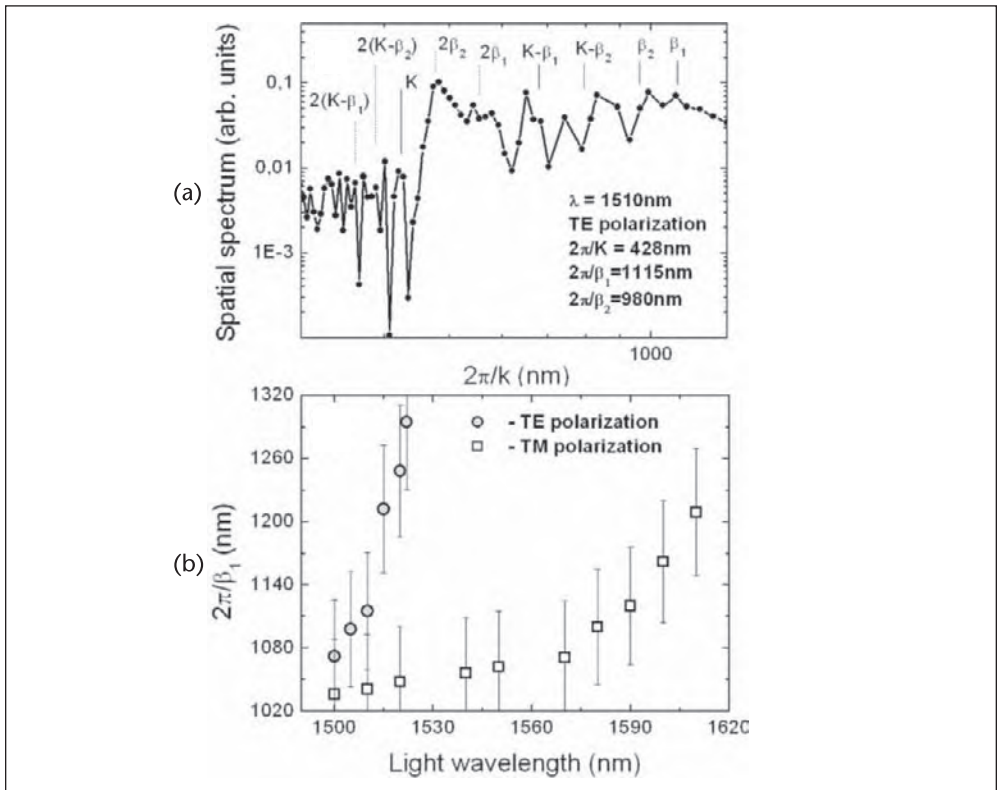 (a)
Spatial spectrum (arb. units)
0.1
0.01
1E-3
2(K-β₁)
2(K-β₂)
K
2β₂
2β₁
K-β₁
K-β₂
β₂
β₁
λ = 1510nm
TE polarization
2π/K = 428nm
2π/β₁=1115nm
2π/β₂=980nm
1000
2π/k (nm)
(b)
2π/β₁ (nm)
1320
1260
1200
1140
1080
1020
- TE polarization
- TM polarization
1500 1530 1560 1590 1620
Light wavelength (nm)